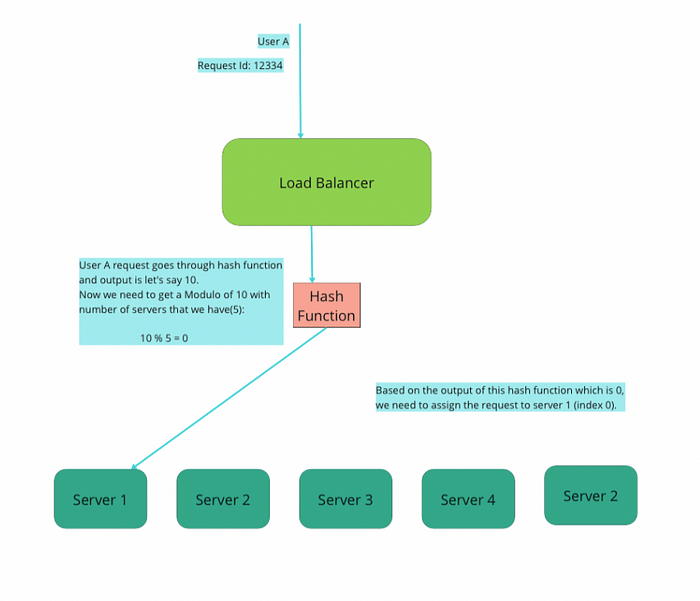 User A
Request Id: 12334
Load Balancer
User A request goes through hash function
and output is let's say 10.
Now we need to get a Modulo of 10 with
number of servers that we have(5):
10 % 5 = 0
Hash
Function
Based on the output of this hash function which is 0,
we need to assign the request to server 1 (index 0).
Server 1
Server 2
Server 3
Server 4
Server 2